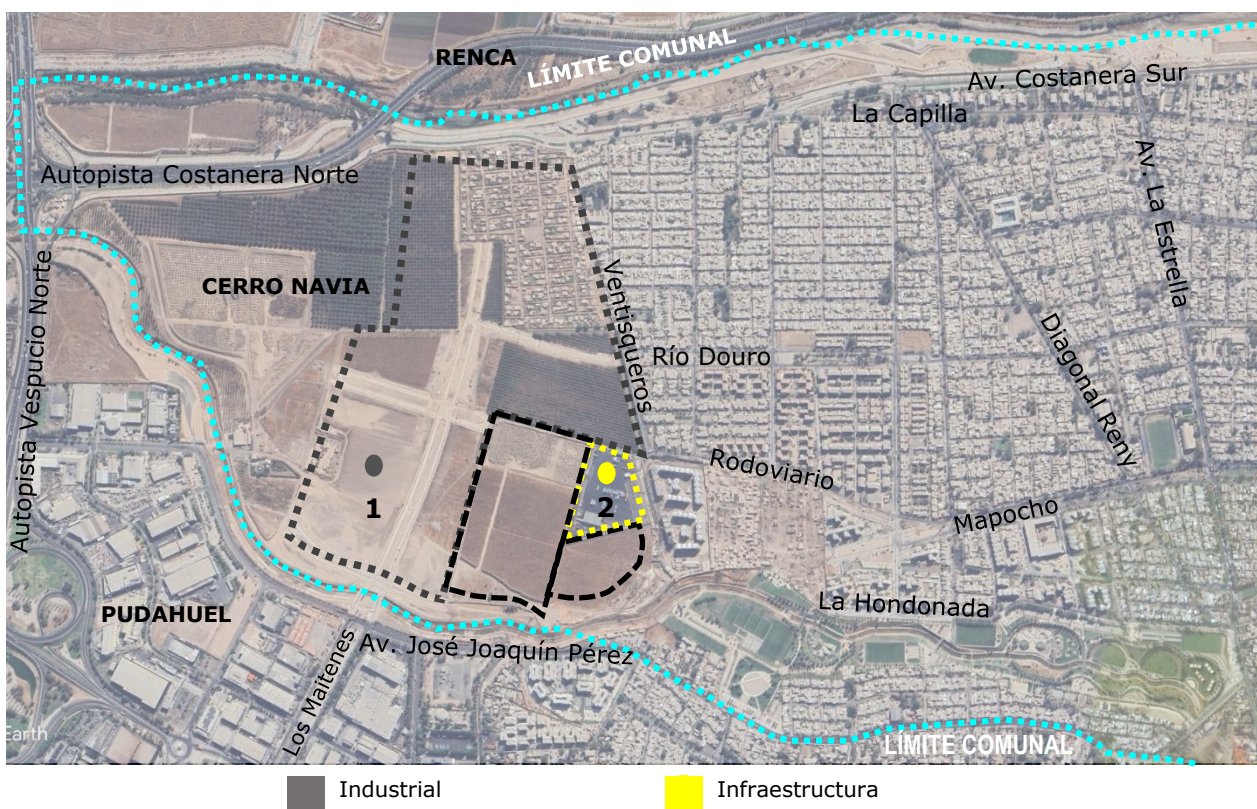 RENCA
LÍMITE COMUNAL
Av. Costanera Sur
La Capilla
Autopista Costanera Norte
Av. La Estrella
CERRO NAVIA
Ventisqueros
Autopista Vespucio Norte
Río Douro
Diagonal Reny
Rodoviario
1
2
Mapocho
PUDAHUEL
La Hondonada
Av. José Joaquín Pérez
Los Maitenes
Earth
LÍMITE COMUNAL
Industrial
Infraestructura